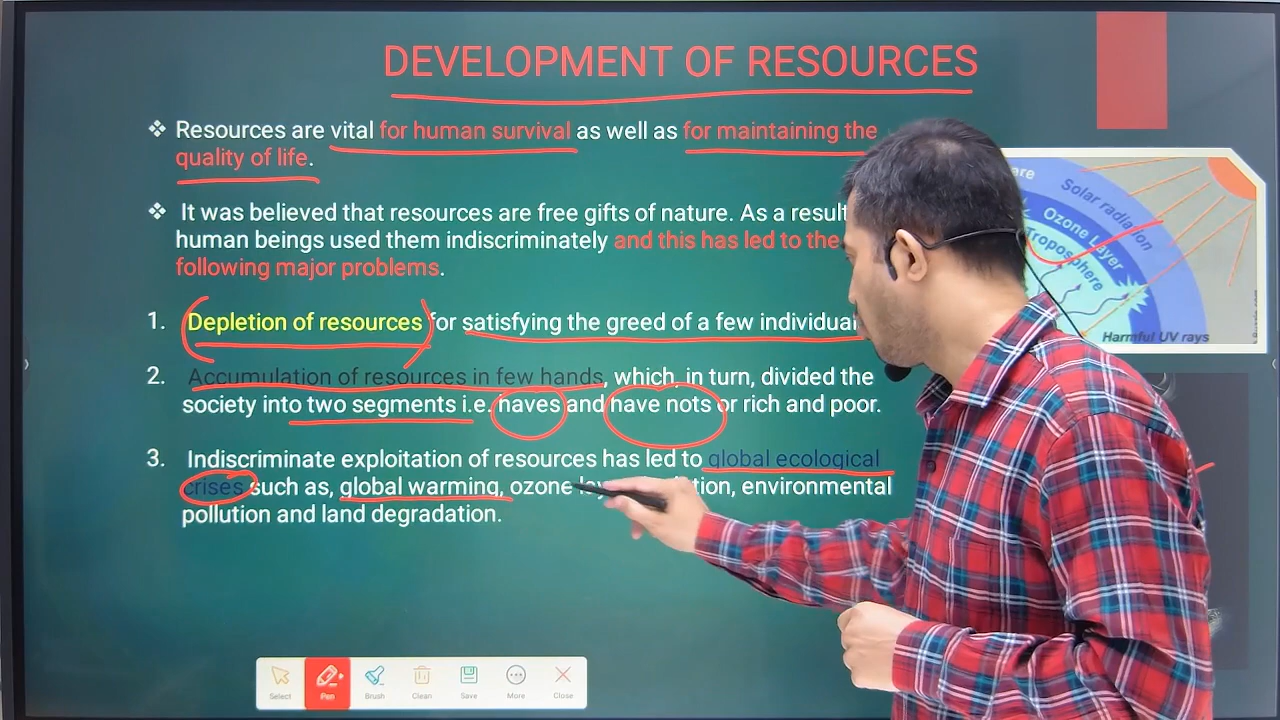 DEVELOPMENT OF RESOURCES
❖ Resources are vital for human survival as well as for maintaining the
quality of life.
❖ It was believed that resources are free gifts of nature. As a result
human beings used them indiscriminately and this has led to the
following major problems.
1. Depletion of resources for satisfying the greed of a few
2. Accumulation of resources in few hands, which, in turn, divided the
society into two segments i.e. haves and have nots or rich and poor.
3. Indiscriminate exploitation of resources has led to global ecological
crises such as, global warming, ozone environmental
pollution and land degradation.
Solar radiation
Ozone Layer
Troposphere
Harmful UV rays
Select Pen Brush Clean Save More Close